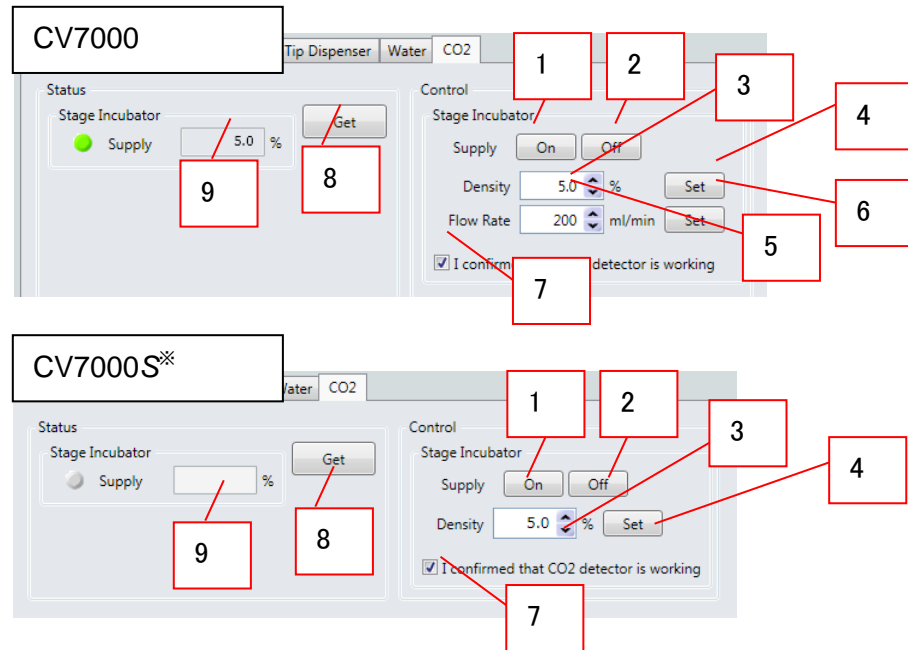 CV7000
Tip Dispenser Water CO2
1
2
3
4
Status
Control
Stage Incubator
Get
Stage Incubator
Supply 5.0 %
Supply On Off
9
8
Density 5.0 % Set
6
Flow Rate 200 ml/min Set
5
I confirm detector is working
7
CV7000S※
CO2
1
2
3
4
Status
Control
Stage Incubator
Get
Stage Incubator
Supply %
Supply On Off
9
8
Density 5.0 % Set
I confirmed that CO2 detector is working
7